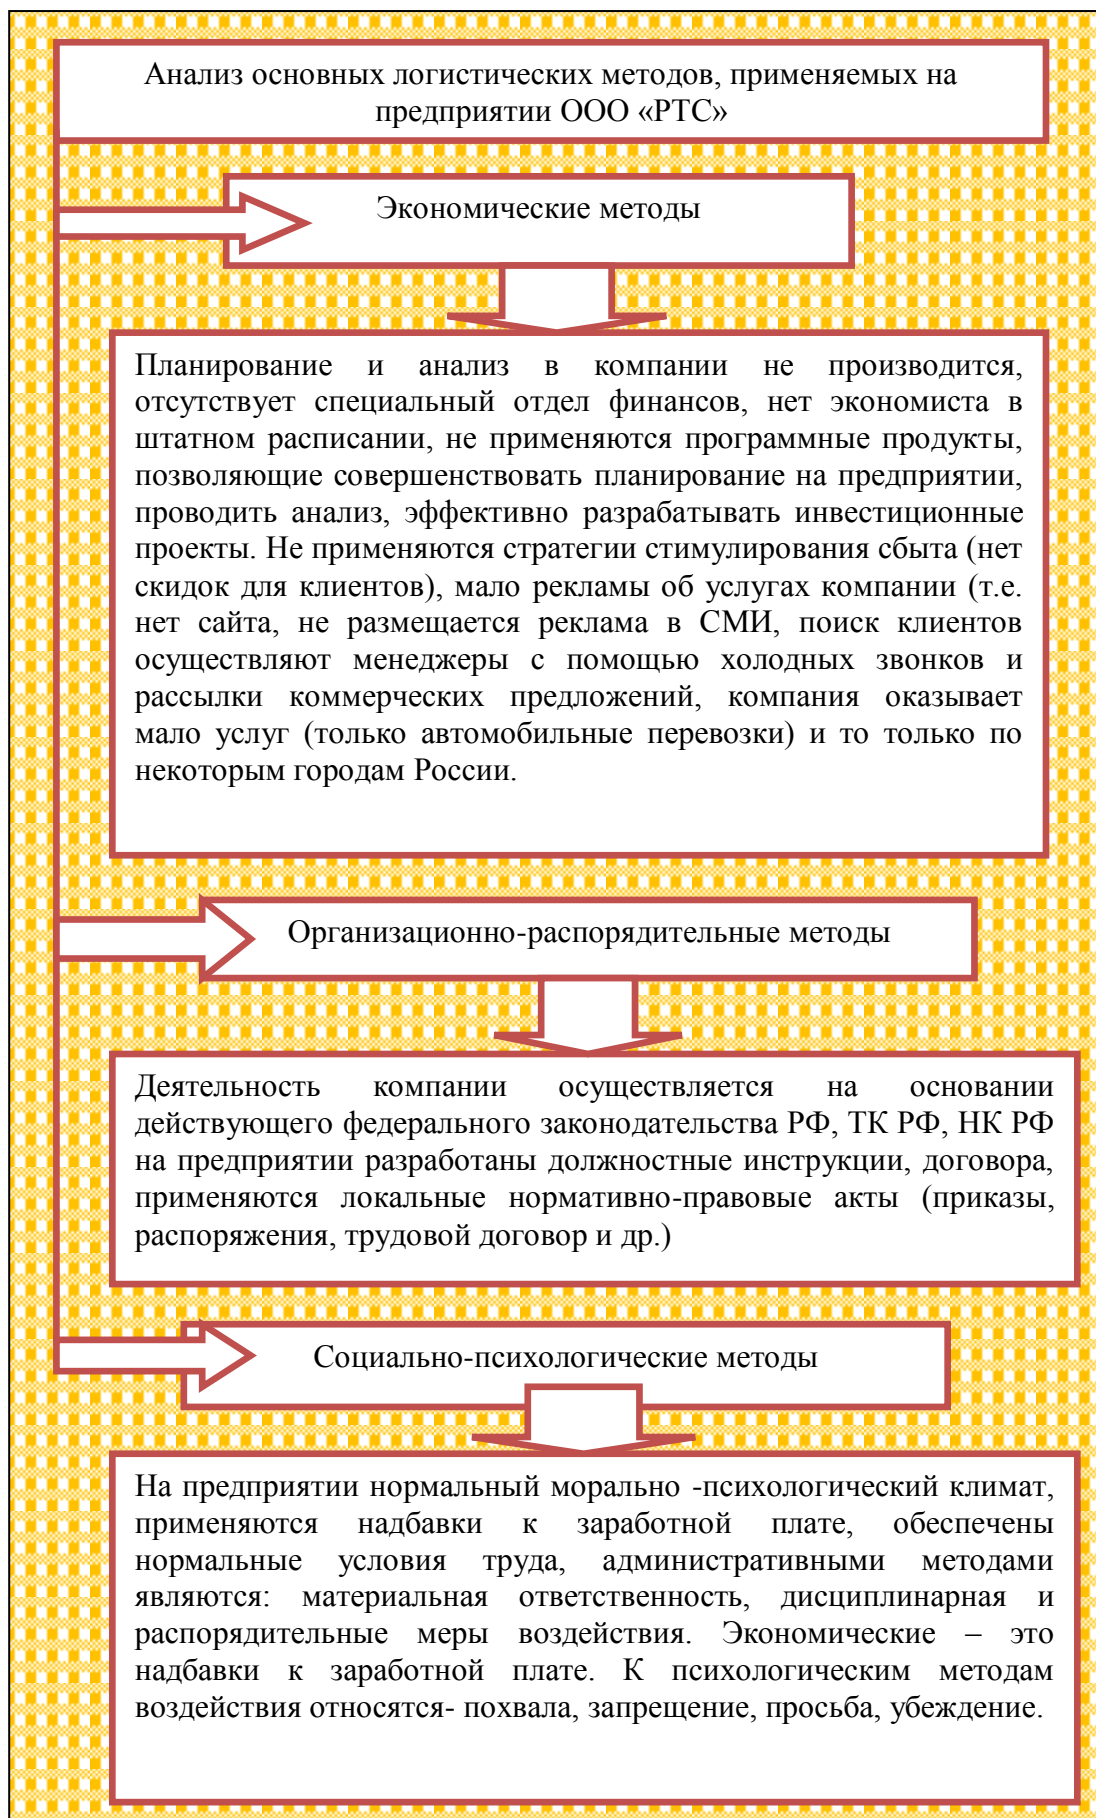 Анализ основных логистических методов, применяемых на
предприятии ООО «РТС»
Экономические методы
Планирование и анализ в компании не производится,
отсутствует специальный отдел финансов, нет экономиста в
штатном расписании, не применяются программные продукты,
позволяющие совершенствовать планирование на предприятии,
проводить анализ, эффективно разрабатывать инвестиционные
проекты. Не применяются стратегии стимулирования сбыта (нет
скидок для клиентов), мало рекламы об услугах компании (т.е.
нет сайта, не размещается реклама в СМИ, поиск клиентов
осуществляют менеджеры с помощью холодных звонков и
рассылки коммерческих предложений, компания оказывает
мало услуг (только автомобильные перевозки) и то только по
некоторым городам России.
Организационно-распорядительные методы
Деятельность компании осуществляется на основании
действующего федерального законодательства РФ, ТК РФ, НК РФ
на предприятии разработаны должностные инструкции, договора,
применяются локальные нормативно-правовые акты (приказы,
распоряжения, трудовой договор и др.)
Социально-психологические методы
На предприятии нормальный морально -психологический климат,
применяются надбавки к заработной плате, обеспечены
нормальные условия труда, административными методами
являются: материальная ответственность, дисциплинарная и
распорядительные меры воздействия. Экономические – это
надбавки к заработной плате. К психологическим методам
воздействия относятся- похвала, запрещение, просьба, убеждение.